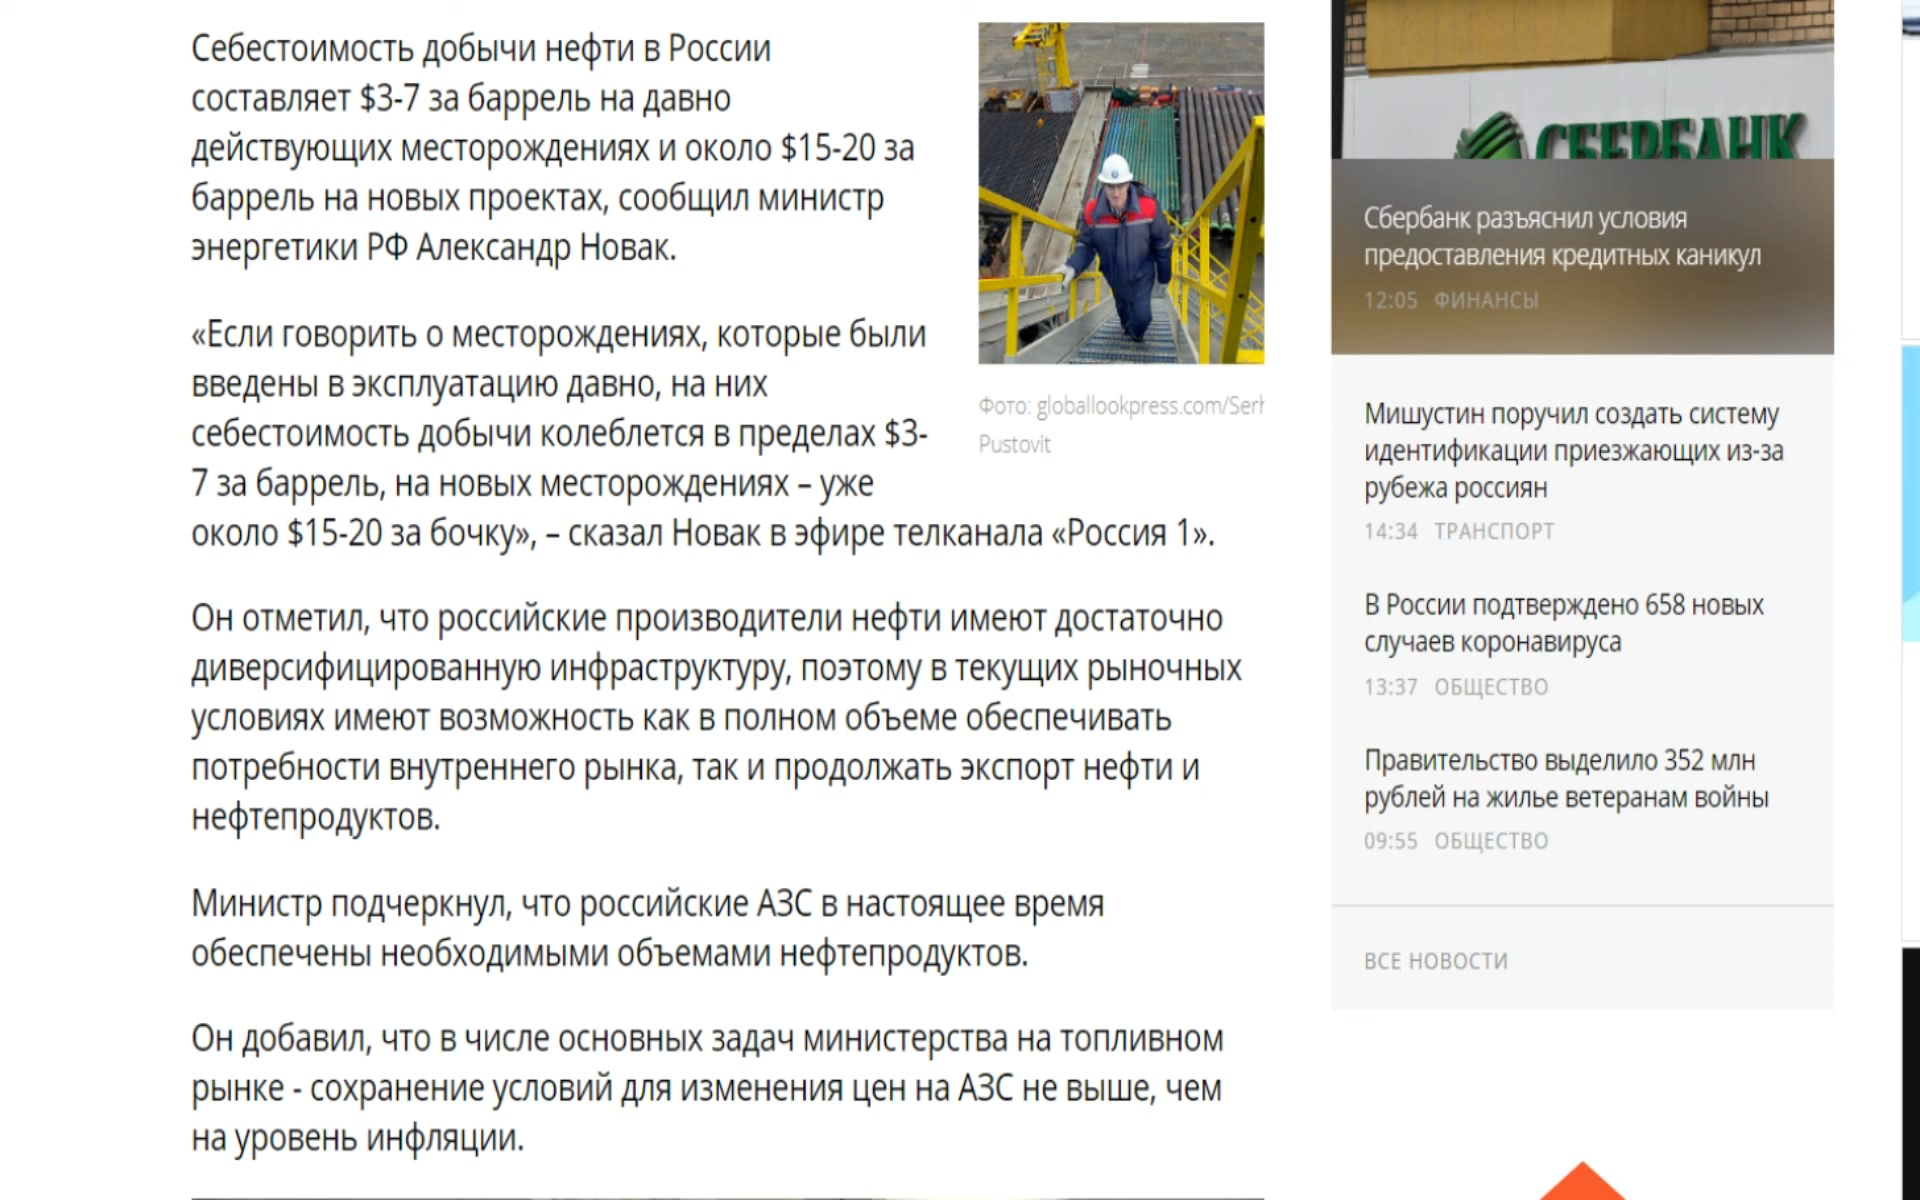 Себестоимость добычи нефти в России
составляет $3-7 за баррель на давно
действующих месторождениях и около $15-20 за
баррель на новых проектах, сообщил министр
энергетики РФ Александр Новак.
«Если говорить о месторождениях, которые были
введены в эксплуатацию давно, на них
себестоимость добычи колеблется в пределах $3-
7 за баррель, на новых месторождениях – уже
около $15-20 за бочку», – сказал Новак в эфире телканала «Россия 1».
Он отметил, что российские производители нефти имеют достаточно
диверсифицированную инфраструктуру, поэтому в текущих рыночных
условиях имеют возможность как в полном объеме обеспечивать
потребности внутреннего рынка, так и продолжать экспорт нефти и
нефтепродуктов.
Министр подчеркнул, что российские АЗС в настоящее время
обеспечены необходимыми объемами нефтепродуктов.
Он добавил, что в числе основных задач министерства на топливном
рынке - сохранение условий для изменения цен на АЗС не выше, чем
на уровень инфляции.
Фото: globallookpress.com/Serh
Pustovit
СБЕРБАНК
Сбербанк разъяснил условия
предоставления кредитных каникул
12:05 ФИНАНСЫ
Мишустин поручил создать систему
идентификации приезжающих из-за
рубежа россиян
14:34 ТРАНСПОРТ
В России подтверждено 658 новых
случаев коронавируса
13:37 ОБЩЕСТВО
Правительство выделило 352 млн
рублей на жилье ветеранам войны
09:55 ОБЩЕСТВО
ВСЕ НОВОСТИ